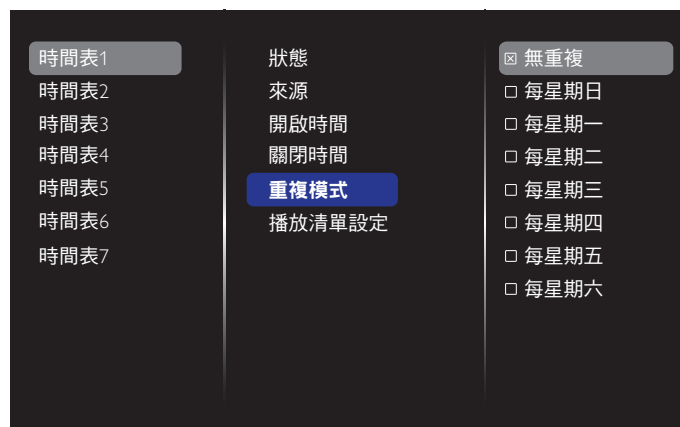 時間表1
時間表2
時間表3
時間表4
時間表5
時間表6
時間表7
狀態
來源
開啟時間
關閉時間
重複模式
播放清單設定
無重複
每星期日
每星期一
每星期二
每星期三
每星期四
每星期五
每星期六